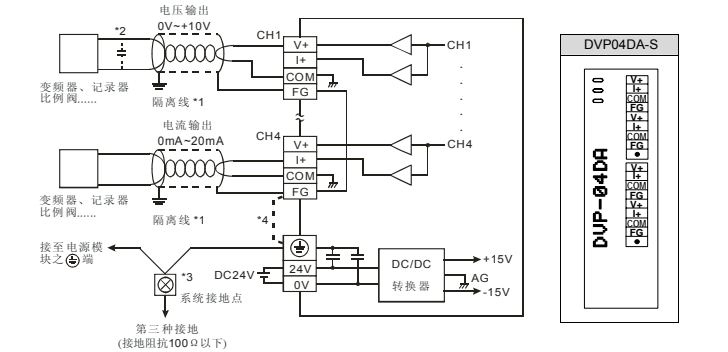 电压输出
0V~+10V
*2
CH1
V+
I+
COM
FG
CH1
变频器、记录器
比例阀......
隔离线 *1
电流输出
0mA~20mA
CH4
V+
I+
COM
FG
CH4
变频器、记录器
比例阀......
隔离线 *1
*4
接至电源模
块之 端
*3
系统接地点
DC24V
24V
0V
DC/DC
转换器
+15V
AG
-15V
第三种接地
(接地阻抗100Ω以下)
DVP04DA-S
DVP-04DA
V+
I+
COM
FG
V+
I+
COM
FG
V+
I+
COM
FG
V+
I+
COM
FG